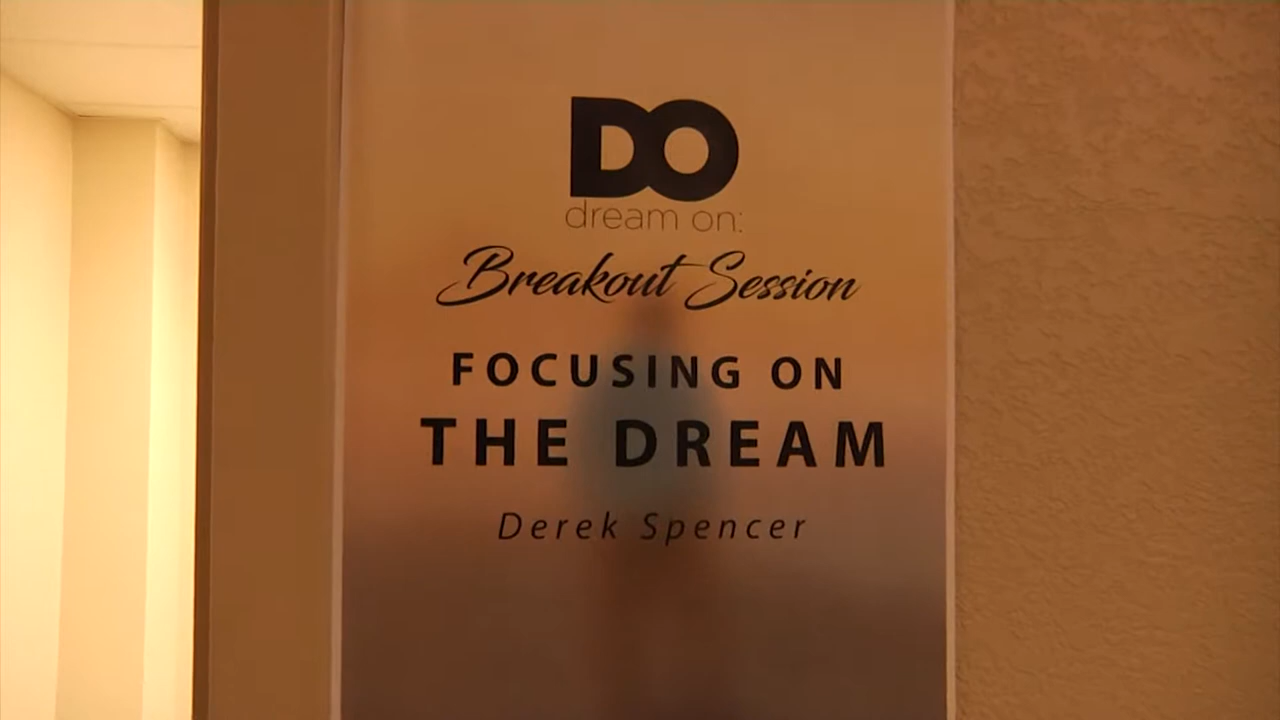 DO
dream on:
Breakout Session
FOCUSING ON
THE DREAM
Derek Spencer